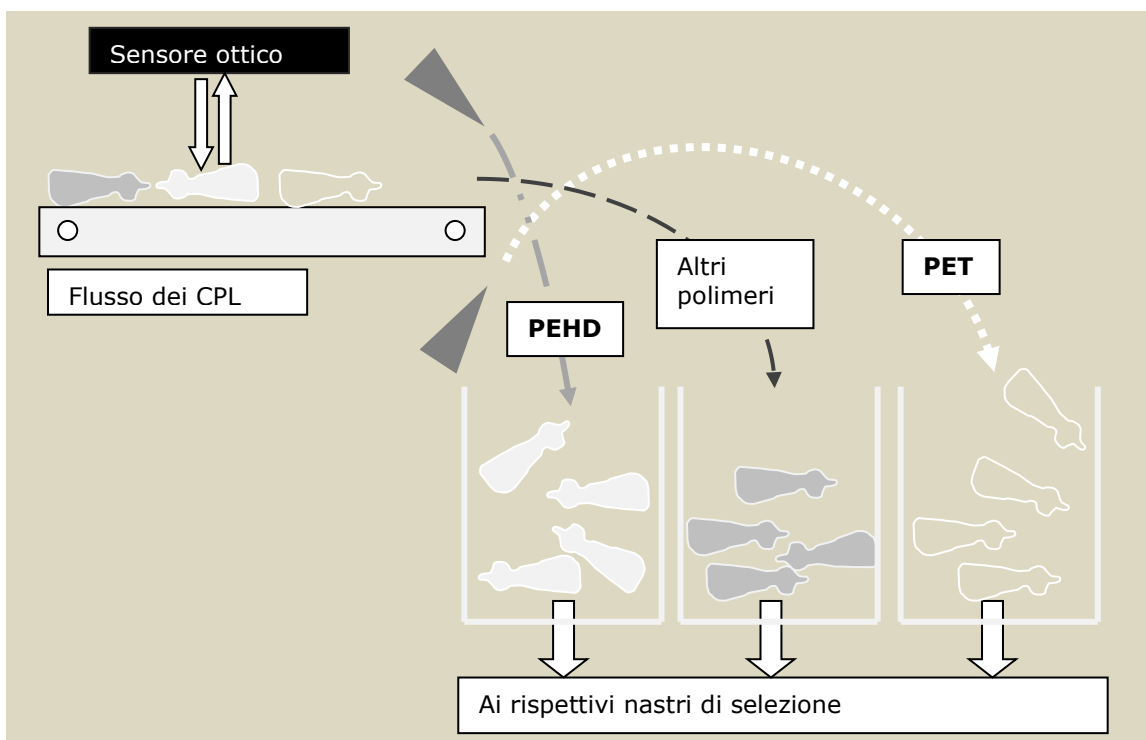 Sensore ottico
Flusso dei CPL
PEHD
Altri
polimeri
PET
Ai rispettivi nastri di selezione